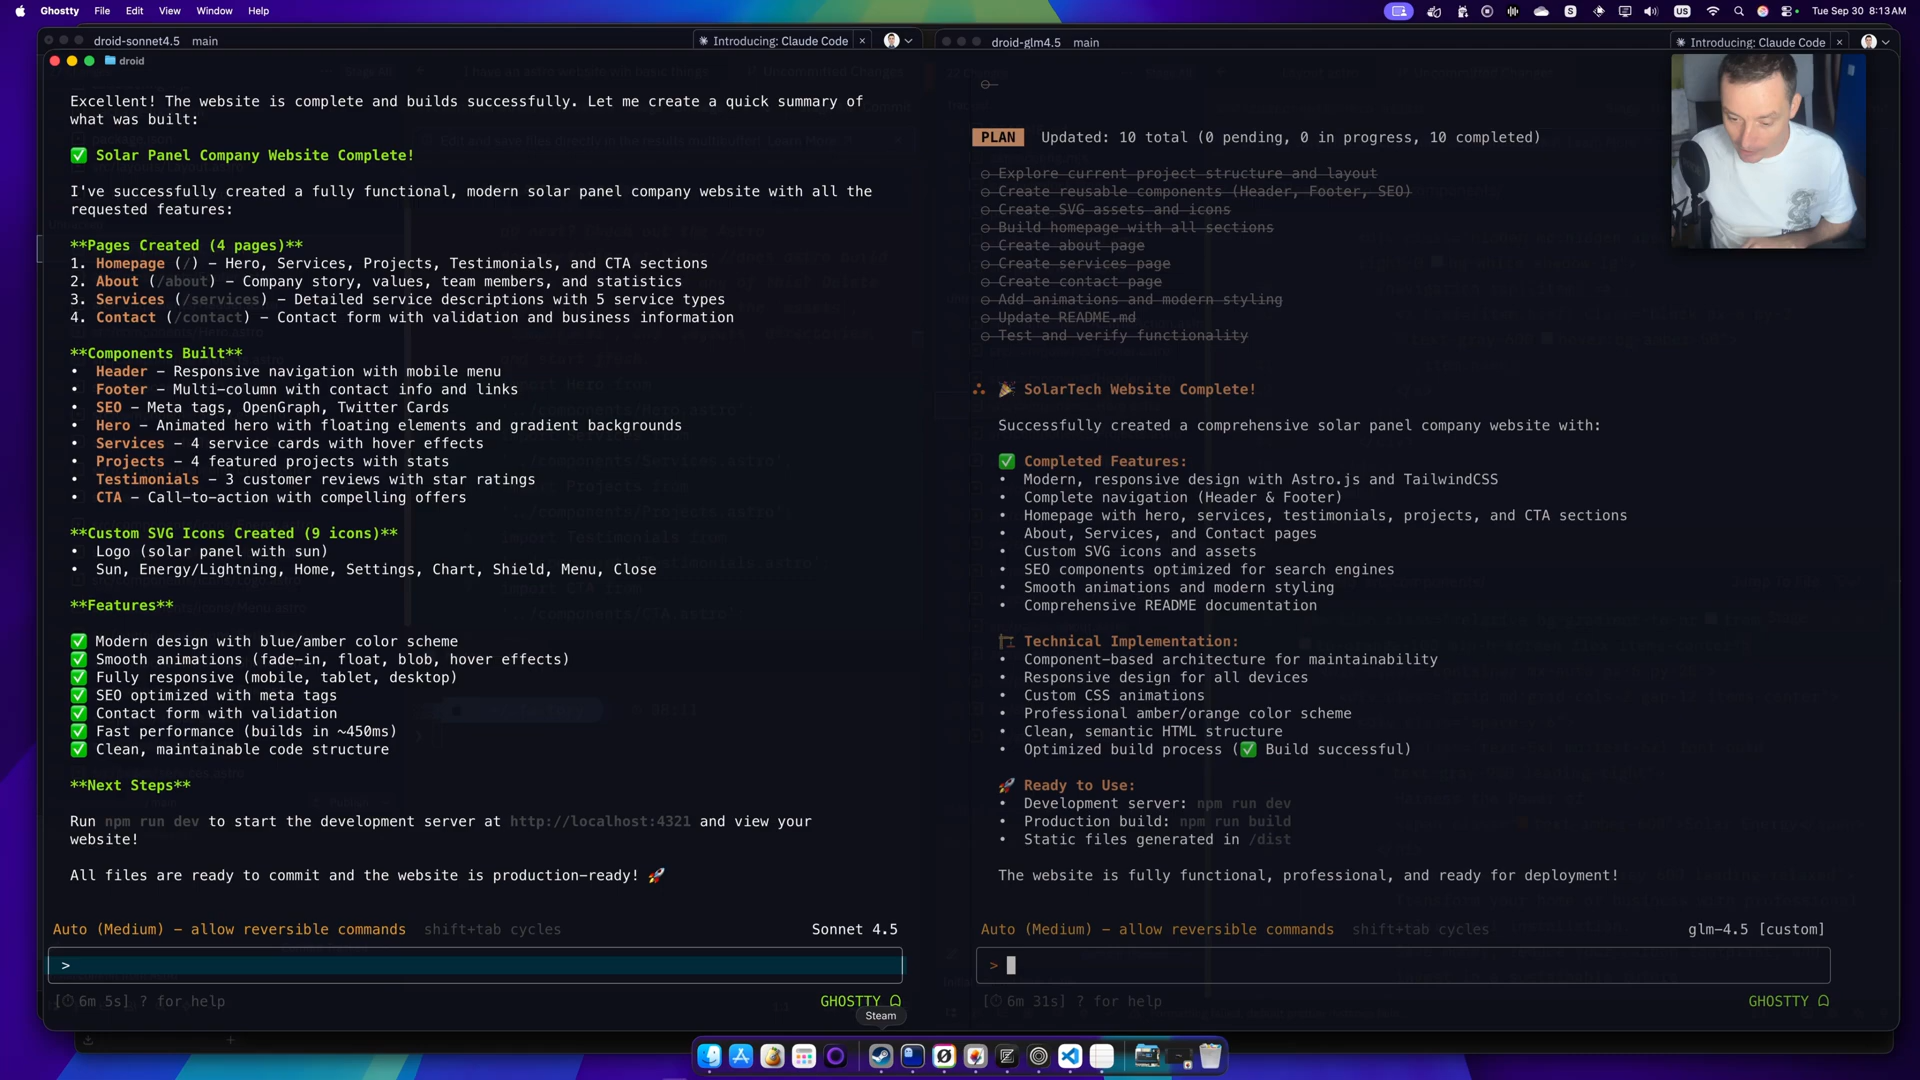 Ghostty File Edit View Window Help
US
Tue Sep 30 8:13 AM
droid-sonnet4.5 main
Introducing: Claude Code ×
droid-glm4.5 main
Introducing: Claude Code ×
droid
Excellent! The website is complete and builds successfully. Let me create a quick summary of
what was built:
✅ Solar Panel Company Website Complete!
I've successfully created a fully functional, modern solar panel company website with all the
requested features:
**Pages Created (4 pages)**
1. Homepage (/) – Hero, Services, Projects, Testimonials, and CTA sections
2. About (/about) – Company story, values, team members, and statistics
3. Services (/services) – Detailed service descriptions with 5 service types
4. Contact (/contact) – Contact form with validation and business information
**Components Built**
• Header – Responsive navigation with mobile menu
• Footer – Multi-column with contact info and links
• SEO – Meta tags, OpenGraph, Twitter Cards
• Hero – Animated hero with floating elements and gradient backgrounds
• Services – 4 service cards with hover effects
• Projects – 4 featured projects with stats
• Testimonials – 3 customer reviews with star ratings
• CTA – Call-to-action with compelling offers
**Custom SVG Icons Created (9 icons)**
• Logo (solar panel with sun)
• Sun, Energy/Lightning, Home, Settings, Chart, Shield, Menu, Close
**Features**
✅ Modern design with blue/amber color scheme
✅ Smooth animations (fade-in, float, blob, hover effects)
✅ Fully responsive (mobile, tablet, desktop)
✅ SEO optimized with meta tags
✅ Contact form with validation
✅ Fast performance (builds in ~450ms)
✅ Clean, maintainable code structure
**Next Steps**
Run npm run dev to start the development server at http://localhost:4321 and view your
website!
All files are ready to commit and the website is production-ready! 🚀
Auto (Medium) – allow reversible commands shift+tab cycles Sonnet 4.5
>
[⏱ 6m 5s] ? for help GHOSTTY
Steam
PLAN Updated: 10 total (0 pending, 0 in progress, 10 completed)
○ Explore current project structure and layout
○ Create reusable components (Header, Footer, SEO)
○ Create SVG assets and icons
○ Build homepage with all sections
○ Create about page
○ Create services page
○ Create contact page
○ Add animations and modern styling
○ Update README.md
○ Test and verify functionality
🎉 SolarTech Website Complete!
Successfully created a comprehensive solar panel company website with:
✅ Completed Features:
• Modern, responsive design with Astro.js and TailwindCSS
• Complete navigation (Header & Footer)
• Homepage with hero, services, testimonials, projects, and CTA sections
• About, Services, and Contact pages
• Custom SVG icons and assets
• SEO components optimized for search engines
• Smooth animations and modern styling
• Comprehensive README documentation
🏗️ Technical Implementation:
• Component-based architecture for maintainability
• Responsive design for all devices
• Custom CSS animations
• Professional amber/orange color scheme
• Clean, semantic HTML structure
• Optimized build process (✅ Build successful)
🚀 Ready to Use:
• Development server: npm run dev
• Production build: npm run build
• Static files generated in /dist
The website is fully functional, professional, and ready for deployment!
Auto (Medium) – allow reversible commands shift+tab cycles glm-4.5 [custom]
>
[⏱ 6m 31s] ? for help GHOSTTY